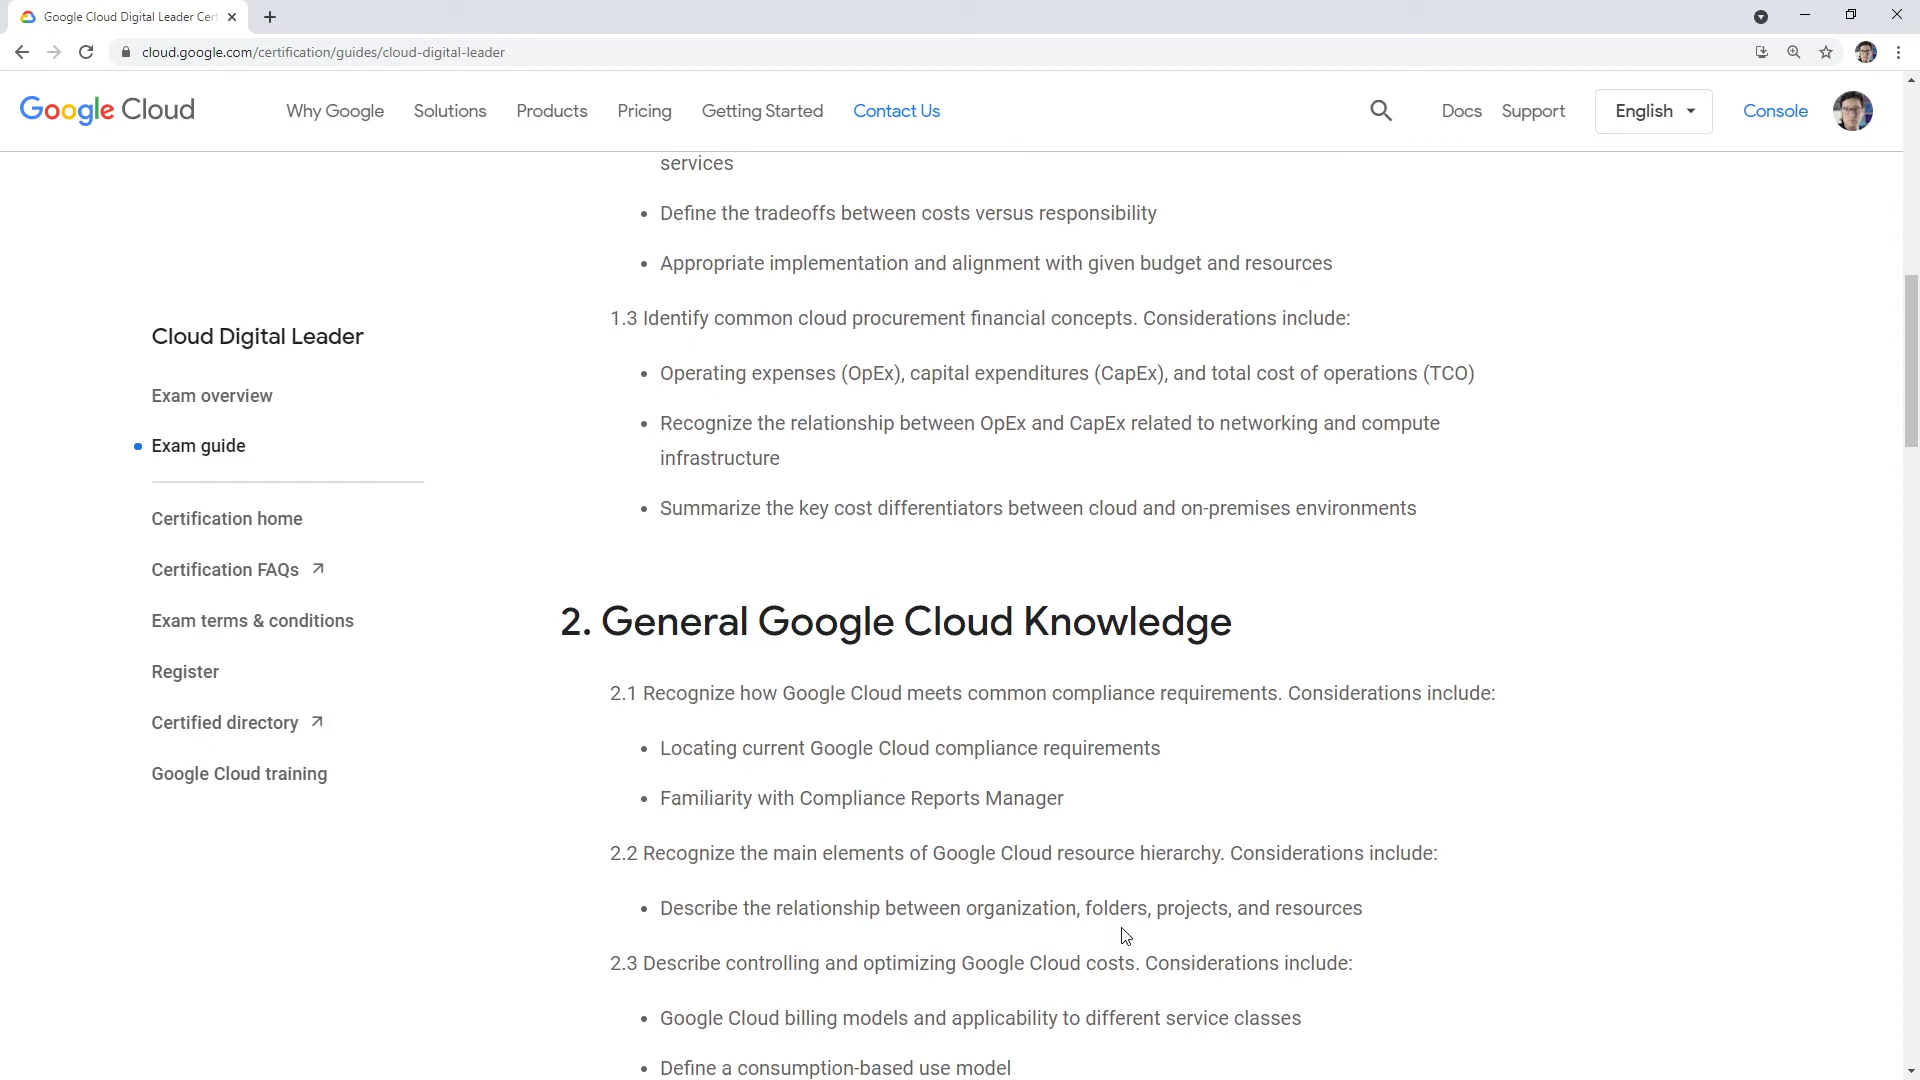 Google Cloud Digital Leader Cert
cloud.google.com/certification/guides/cloud-digital-leader
Google Cloud
Why Google
Solutions
Products
Pricing
Getting Started
Contact Us
Docs
Support
English
Console
services
• Define the tradeoffs between costs versus responsibility
• Appropriate implementation and alignment with given budget and resources
1.3 Identify common cloud procurement financial concepts. Considerations include:
• Operating expenses (OpEx), capital expenditures (CapEx), and total cost of operations (TCO)
• Recognize the relationship between OpEx and CapEx related to networking and compute
infrastructure
• Summarize the key cost differentiators between cloud and on-premises environments
Cloud Digital Leader
Exam overview
• Exam guide
Certification home
Certification FAQs
Exam terms & conditions
Register
Certified directory
Google Cloud training
2. General Google Cloud Knowledge
2.1 Recognize how Google Cloud meets common compliance requirements. Considerations include:
• Locating current Google Cloud compliance requirements
• Familiarity with Compliance Reports Manager
2.2 Recognize the main elements of Google Cloud resource hierarchy. Considerations include:
• Describe the relationship between organization, folders, projects, and resources
2.3 Describe controlling and optimizing Google Cloud costs. Considerations include:
• Google Cloud billing models and applicability to different service classes
• Define a consumption-based use model